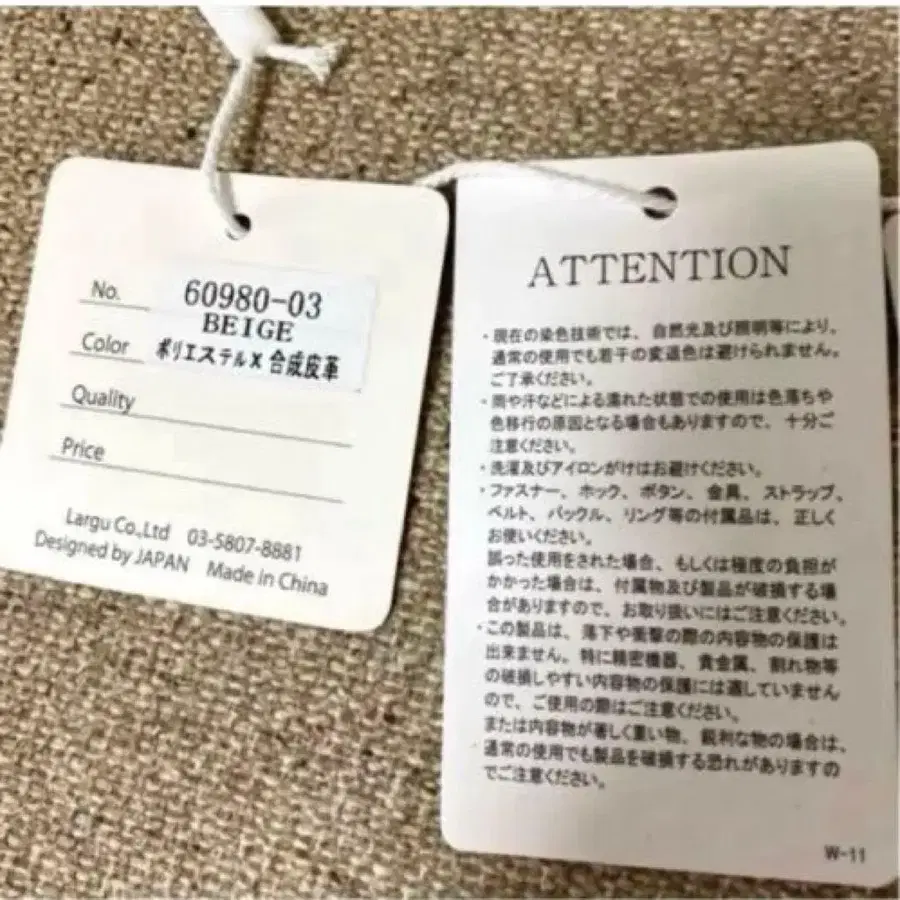 No. 60980-03
BEIGE
Color ポリエステル×合成皮革
Quality
Price
Largu Co.,Ltd 03-5807-8881
Designed by JAPAN Made in China
ATTENTION
・現在の染色技術では、自然光及び照明等により、
通常の使用でも若干の変退色は避けられません。
ご了承ください。
・雨や汗などによる濡れた状態での使用は色落ちや
色移行の原因となる場合もありますので、十分ご
注意ください。
・洗濯及びアイロンがけはお避けください。
・ファスナー、ホック、ボタン、金具、ストラップ、
ベルト、バックル、リング等の付属品は、正しく
お使いください。
誤った使用をされた場合、もしくは極度の負担が
かかった場合は、付属物及び製品が破損する場
合がありますので、お取り扱いにはご注意ください。
・この製品は、落下や衝撃の際の内容物の保護は
出来ません。特に精密機器、貴金属、割れ物等
の破損しやすい内容物の保護には適していません
ので、ご使用の際はご注意ください。
または内容物が著しく重い物、鋭利な物の場合は、
通常の使用でも製品を破損する恐れがありますの
でご注意ください。
W-11